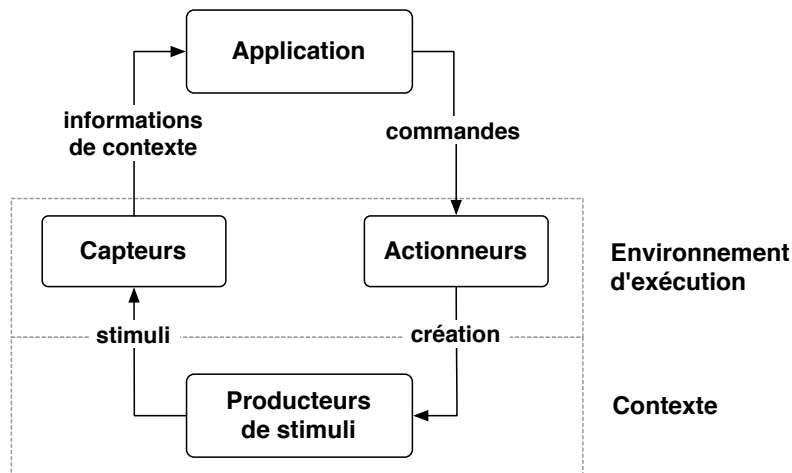 Application
informations
de contexte
commandes
Capteurs
Actionneurs
Environnement
d'exécution
stimuli
création
Producteurs
de stimuli
Contexte